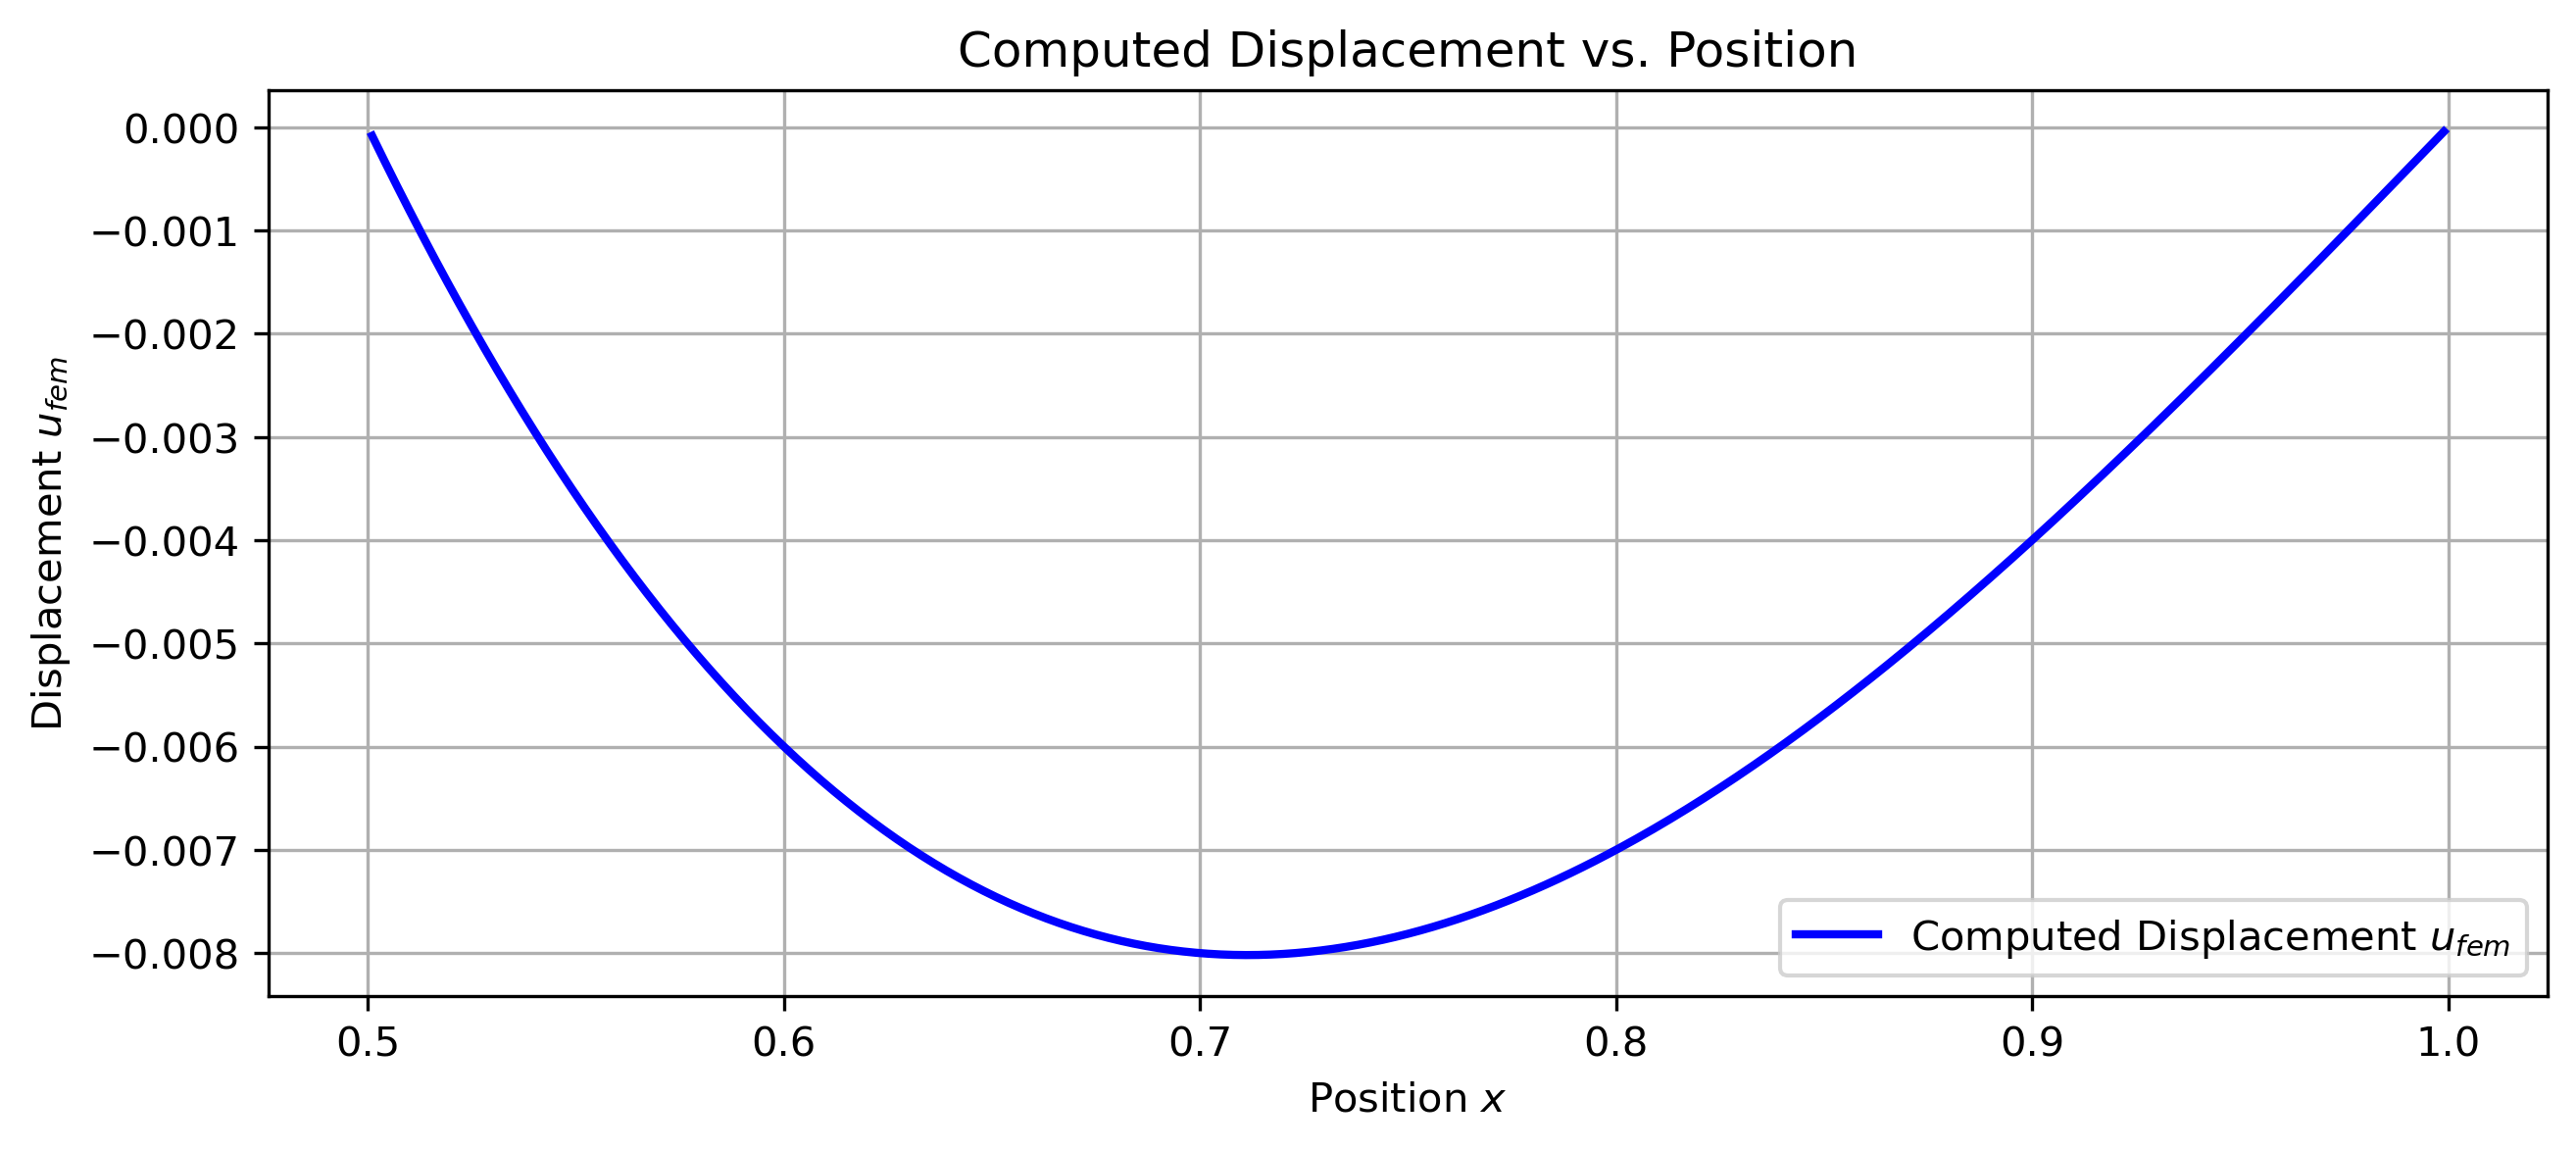 Computed Displacement vs. Position
Displacement u_fem
0.000
−0.001
−0.002
−0.003
−0.004
−0.005
−0.006
−0.007
−0.008
Computed Displacement u_fem
0.5 0.6 0.7 0.8 0.9 1.0
Position x